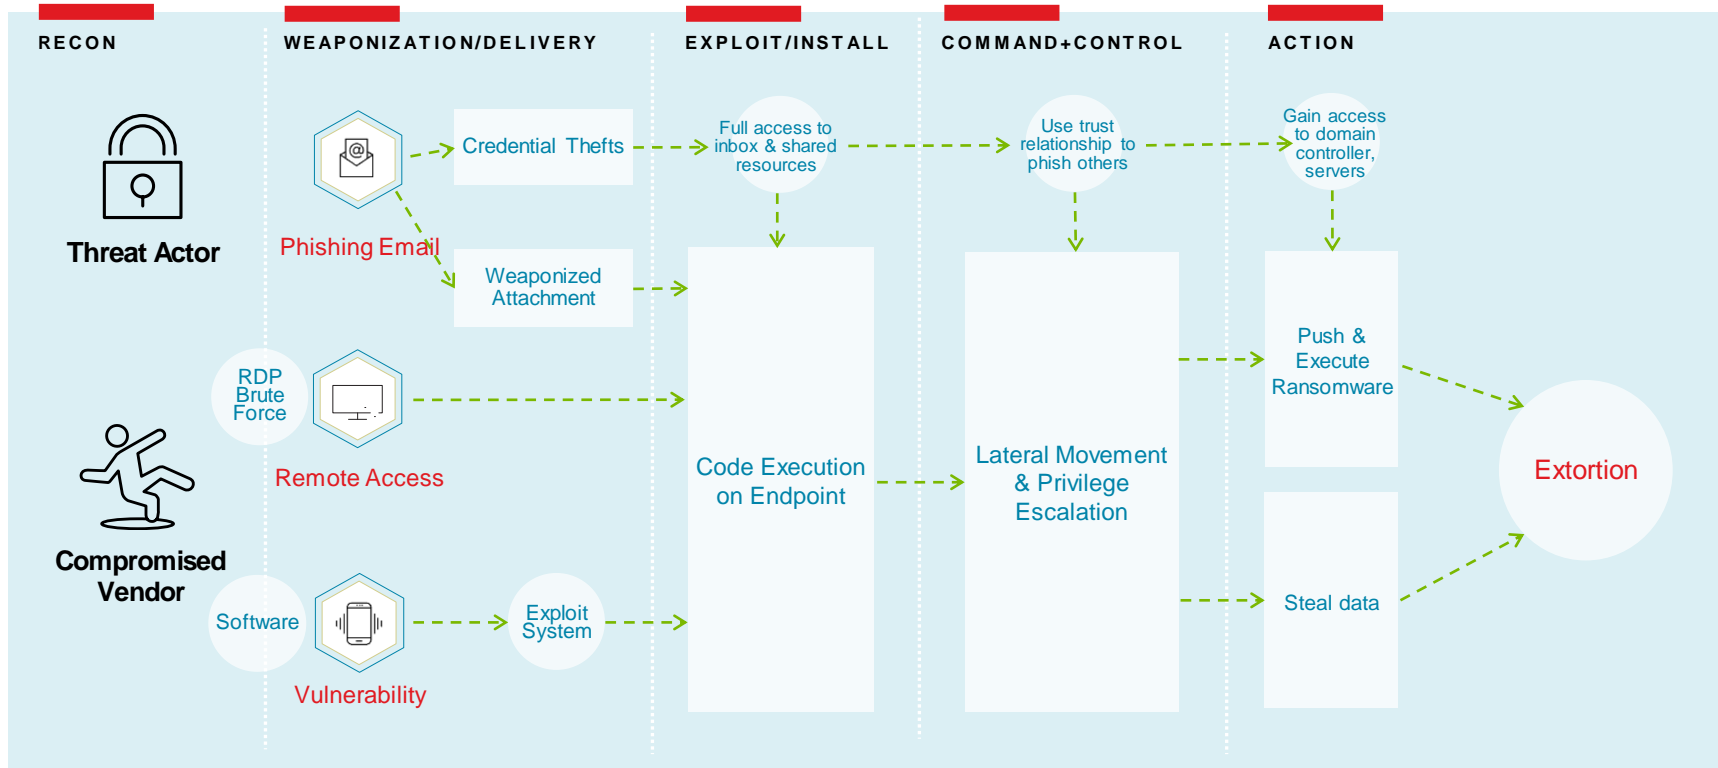 RECON
WEAPONIZATION/DELIVERY
EXPLOIT/INSTALL
COMMAND+CONTROL
ACTION
Threat Actor
Compromised
Vendor
Phishing Email
Credential Thefts
Weaponized
Attachment
RDP
Brute
Force
Remote Access
Software
Vulnerability
Exploit
System
Full access to
inbox & shared
resources
Code Execution
on Endpoint
Use trust
relationship to
phish others
Lateral Movement
& Privilege
Escalation
Gain access
to domain
controller,
servers
Push &
Execute
Ransomware
Steal data
Extortion